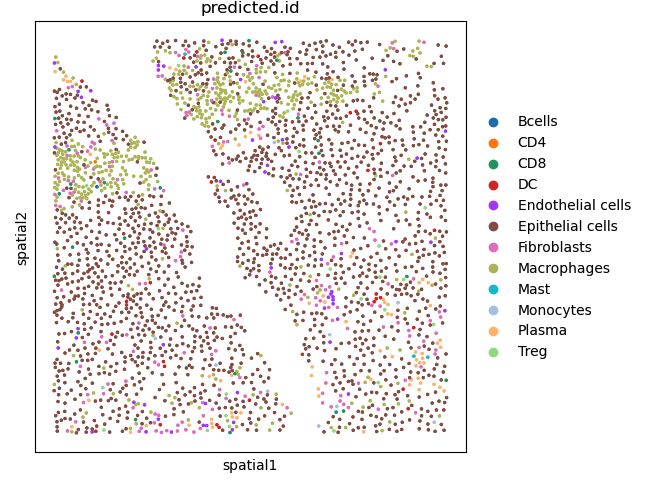 predicted.id
spatial2
spatial1
Bcells
CD4
CD8
DC
Endothelial cells
Epithelial cells
Fibroblasts
Macrophages
Mast
Monocytes
Plasma
Treg